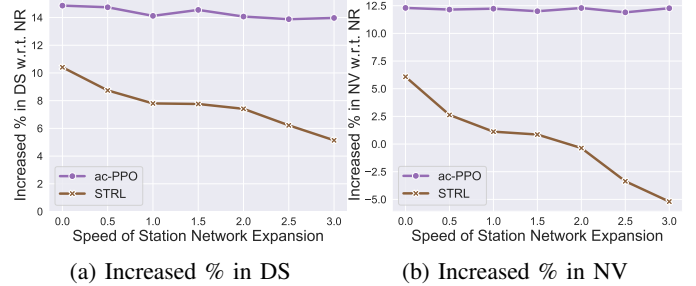 Increased % in DS w.r.t. NR
14
12
10
8
6
4
2
0
ac-PPO
STRL
0.0 0.5 1.0 1.5 2.0 2.5 3.0
Speed of Station Network Expansion
(a) Increased % in DS
Increased % in NV w.r.t. NR
12.5
10.0
7.5
5.0
2.5
0.0
−2.5
−5.0
ac-PPO
STRL
0.0 0.5 1.0 1.5 2.0 2.5 3.0
Speed of Station Network Expansion
(b) Increased % in NV